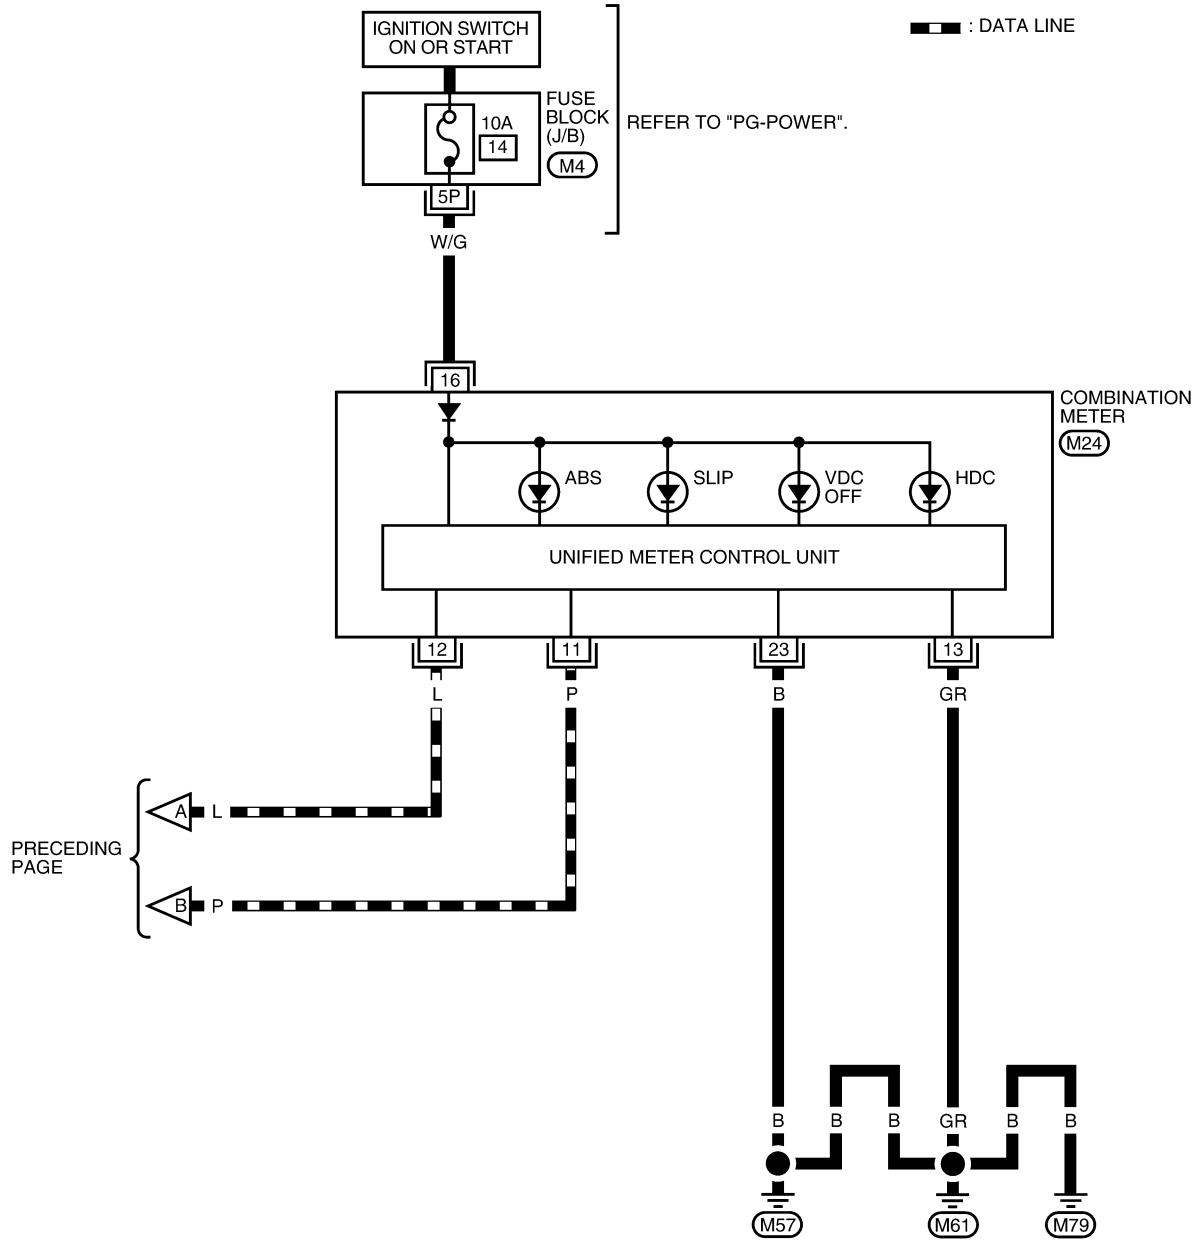 IGNITION SWITCH
ON OR START
: DATA LINE
FUSE
BLOCK
(J/B)
M4
10A
14
REFER TO "PG-POWER".
5P
W/G
16
COMBINATION
METER
M24
ABS
SLIP
VDC
OFF
HDC
UNIFIED METER CONTROL UNIT
12
11
23
13
L
P
B
GR
PRECEDING
PAGE
A L
B P
B
B
B
GR
B
B
M57
M61
M79